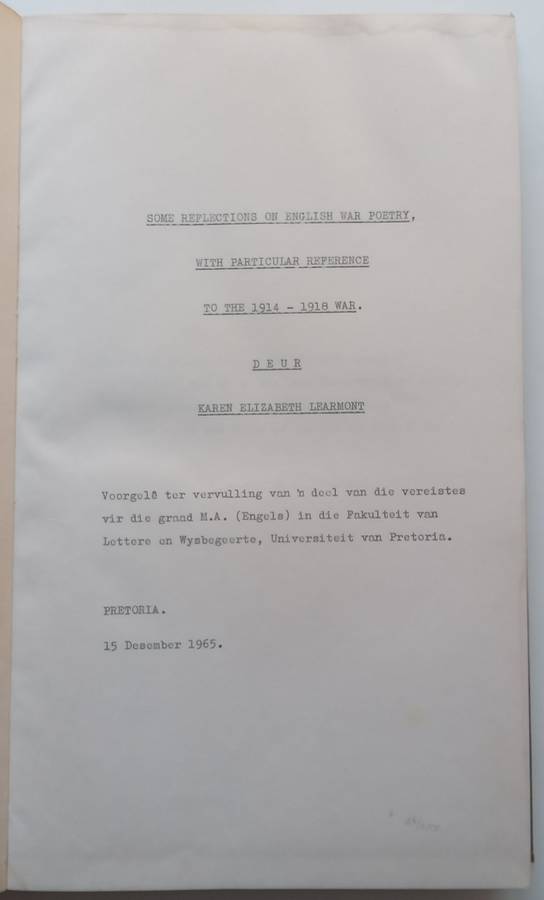 SOME REFLECTIONS ON ENGLISH WAR POETRY,
WITH PARTICULAR REFERENCE
TO THE 1914 - 1918 WAR.
D E U R
KAREN ELIZABETH LEARMONT
Voorgelê ter vervulling van 'n deel van die vereistes
vir die graad M.A. (Engels) in die Fakulteit van
Lettere en Wysbegeerte, Universiteit van Pretoria.
PRETORIA.
15 Desember 1965.